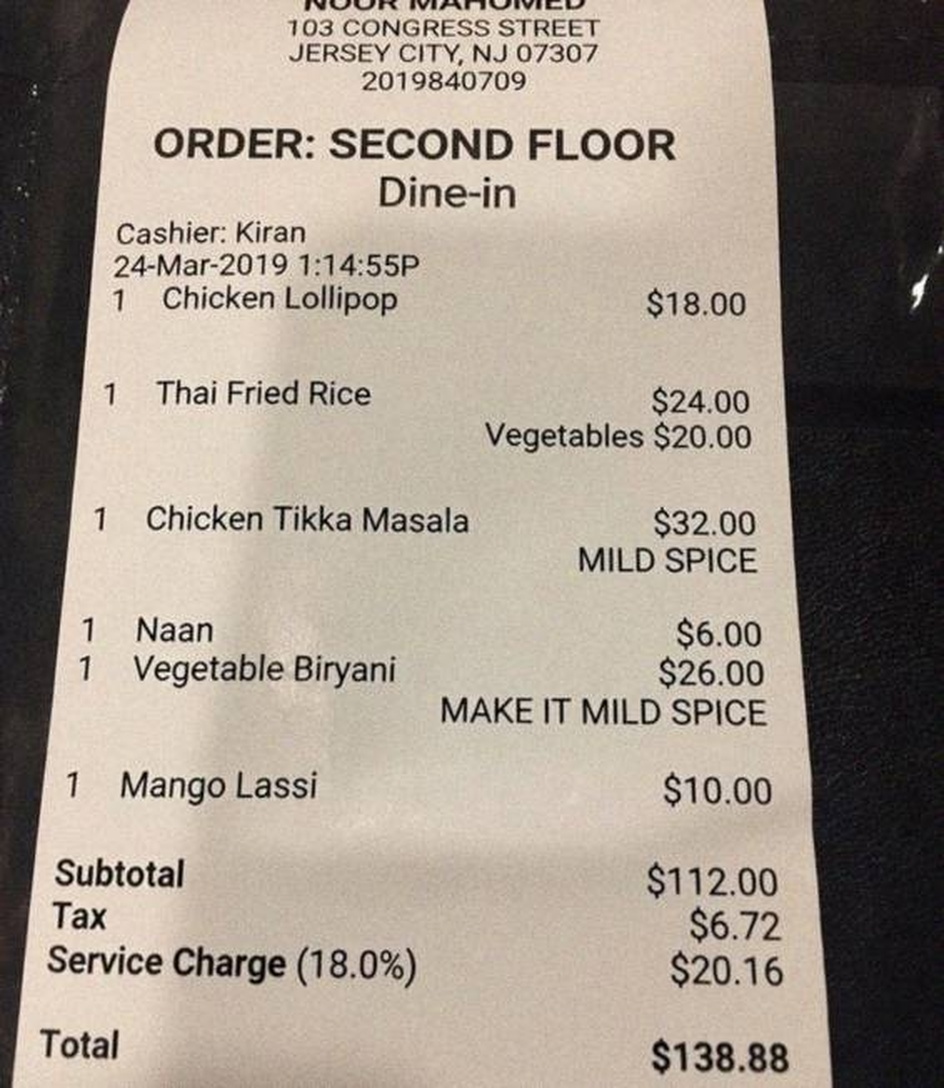 NOOR MAHOMED
103 CONGRESS STREET
JERSEY CITY, NJ 07307
2019840709
ORDER: SECOND FLOOR
Dine-in
Cashier: Kiran
24-Mar-2019 1:14:55P
1 Chicken Lollipop $18.00
1 Thai Fried Rice $24.00
Vegetables $20.00
1 Chicken Tikka Masala $32.00
MILD SPICE
1 Naan $6.00
1 Vegetable Biryani $26.00
MAKE IT MILD SPICE
1 Mango Lassi $10.00
Subtotal $112.00
Tax $6.72
Service Charge (18.0%) $20.16
Total $138.88